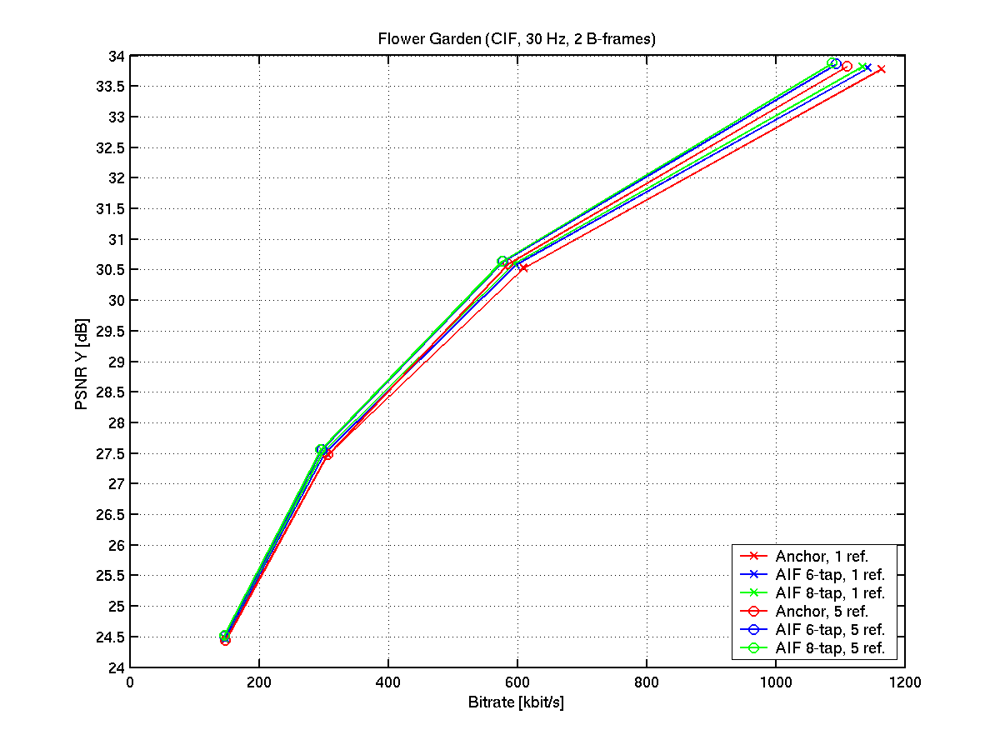 Flower Garden (CIF, 30 Hz, 2 B-frames)
34
33.5
33
32.5
32
31.5
31
30.5
30
29.5
29
28.5
28
27.5
27
26.5
26
25.5
25
24.5
24
PSNR Y [dB]
Anchor, 1 ref.
AIF 6-tap, 1 ref.
AIF 8-tap, 1 ref.
Anchor, 5 ref.
AIF 6-tap, 5 ref.
AIF 8-tap, 5 ref.
0 200 400 600 800 1000 1200
Bitrate [kbit/s]